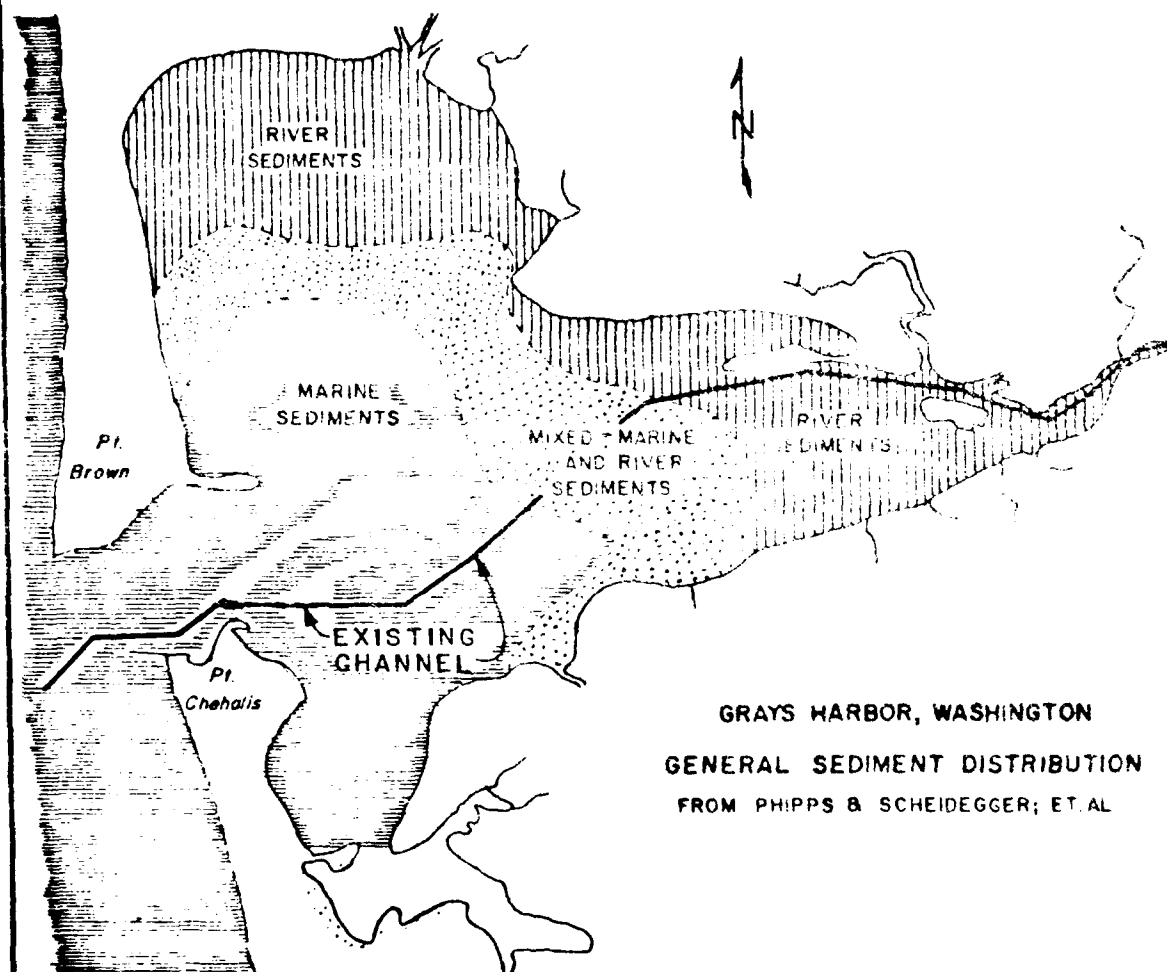 RIVER
SEDIMENTS
N
MARINE
SEDIMENTS
Pt.
Brown
MIXED - MARINE
AND RIVER
SEDIMENTS
RIVER
SEDIMENTS
EXISTING
CHANNEL
Pt.
Chehalis
GRAYS HARBOR, WASHINGTON
GENERAL SEDIMENT DISTRIBUTION
FROM PHIPPS & SCHEIDEGGER; ET. AL